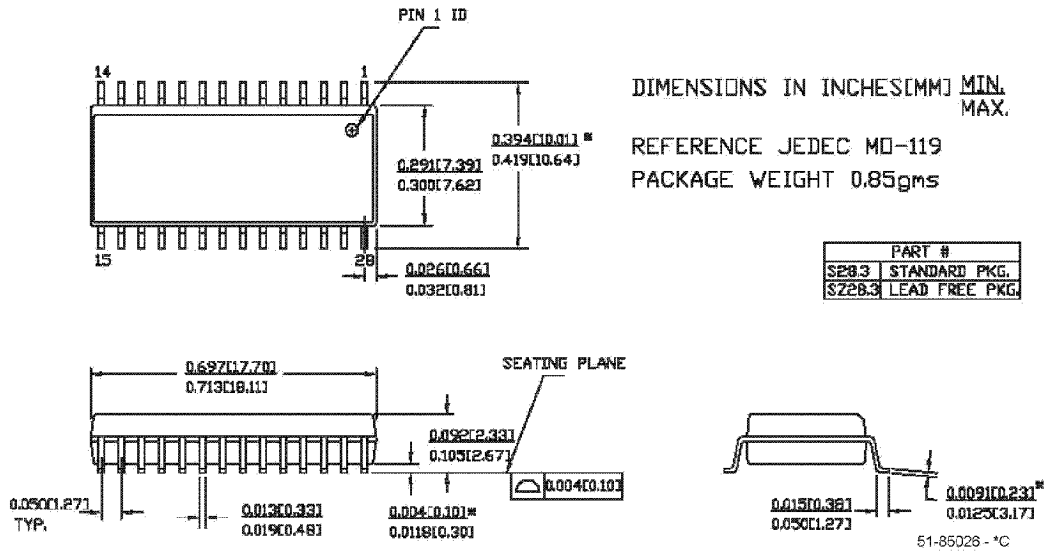 PIN 1 ID
14
1
0.291[7.39]
0.300[7.62]
0.394[10.01] *
0.419[10.64]
15
28
0.026[0.66]
0.032[0.81]
DIMENSIONS IN INCHES[MM] MIN.
MAX.
REFERENCE JEDEC MO-119
PACKAGE WEIGHT 0.85gms
PART #
S28.3 STANDARD PKG.
SZ28.3 LEAD FREE PKG.
0.697[17.70]
0.713[18.11]
SEATING PLANE
0.092[2.33]
0.105[2.67]
0.004[0.10]
0.050[1.27]
TYP.
0.013[0.33]
0.019[0.48]
0.004[0.10]*
0.0118[0.30]
0.015[0.38]
0.050[1.27]
0.0091[0.23]*
0.0125[3.17]
51-85026 - *C